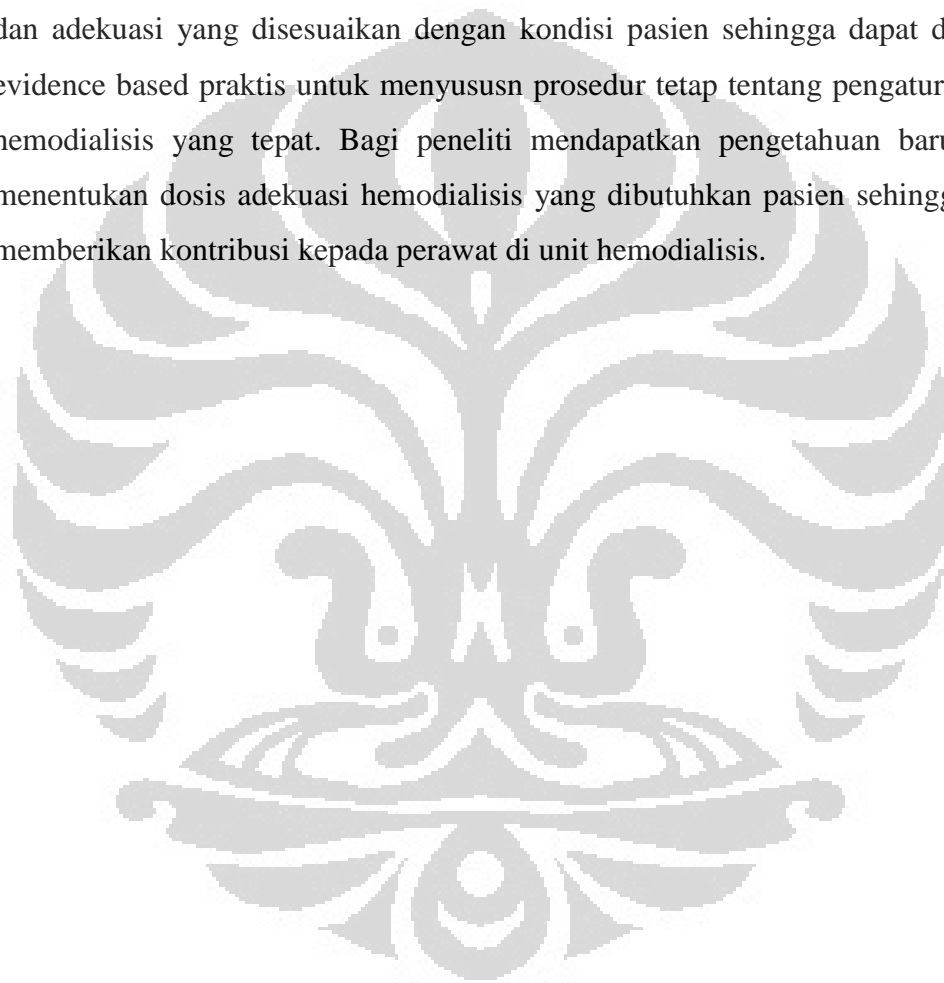 dan adekuasi yang disesuaikan dengan kondisi pasien sehingga dapat d
evidence based praktis untuk menyususn prosedur tetap tentang pengatur
hemodialisis yang tepat. Bagi peneliti mendapatkan pengetahuan baru
menentukan dosis adekuasi hemodialisis yang dibutuhkan pasien sehingg
memberikan kontribusi kepada perawat di unit hemodialisis.